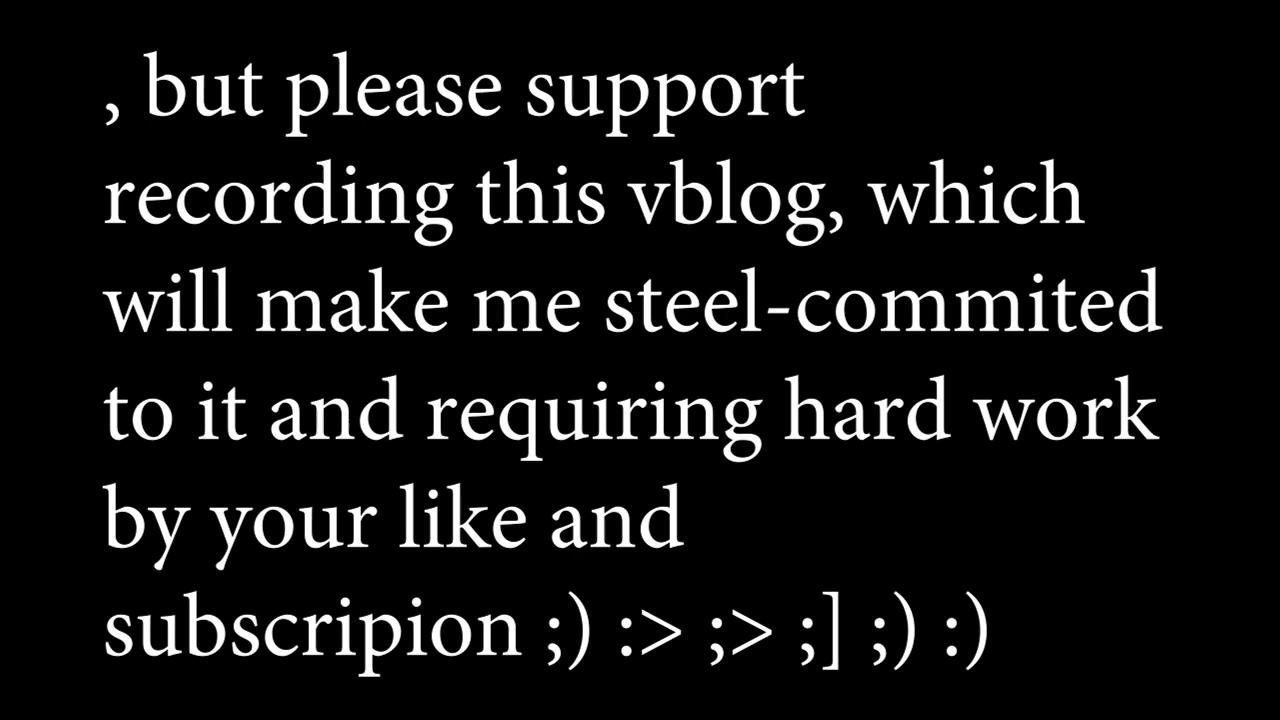 , but please support
recording this vblog, which
will make me steel-commited
to it and requiring hard work
by your like and
subscripion ;) :> ;> ;] ;) :)